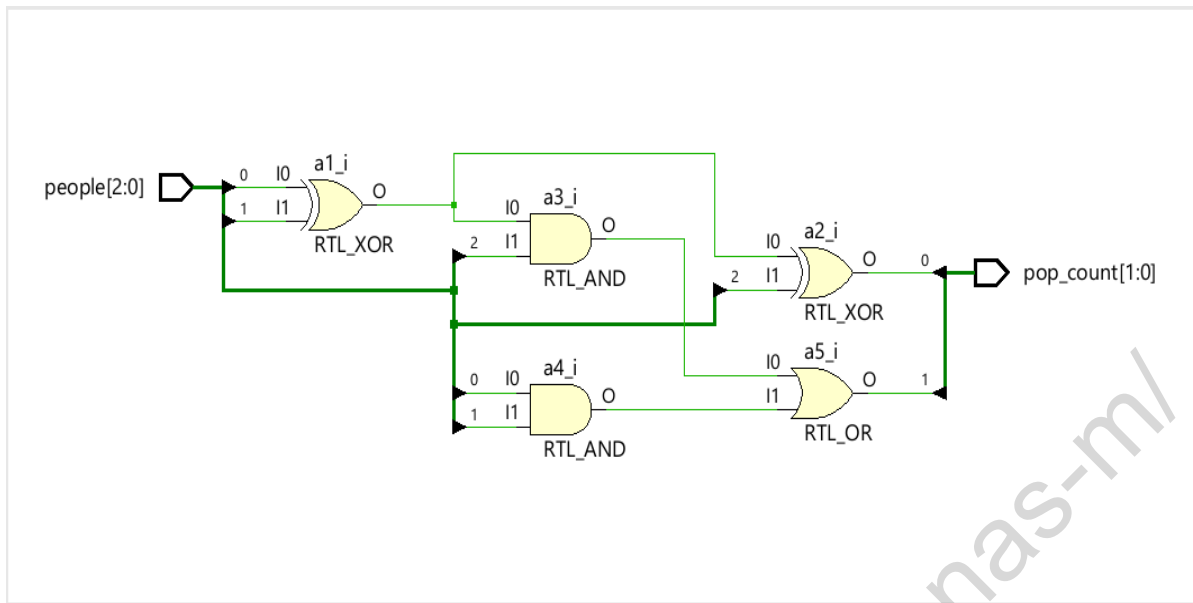 people[2:0]
0 I0 a1_i O
1 I1
RTL_XOR
I0 a3_i O
2 I1
RTL_AND
0 I0 a4_i O
1 I1
RTL_AND
I0 a2_i O 0
2 I1
RTL_XOR
I0 a5_i O 1
I1
RTL_OR
pop_count[1:0]
nas-m/